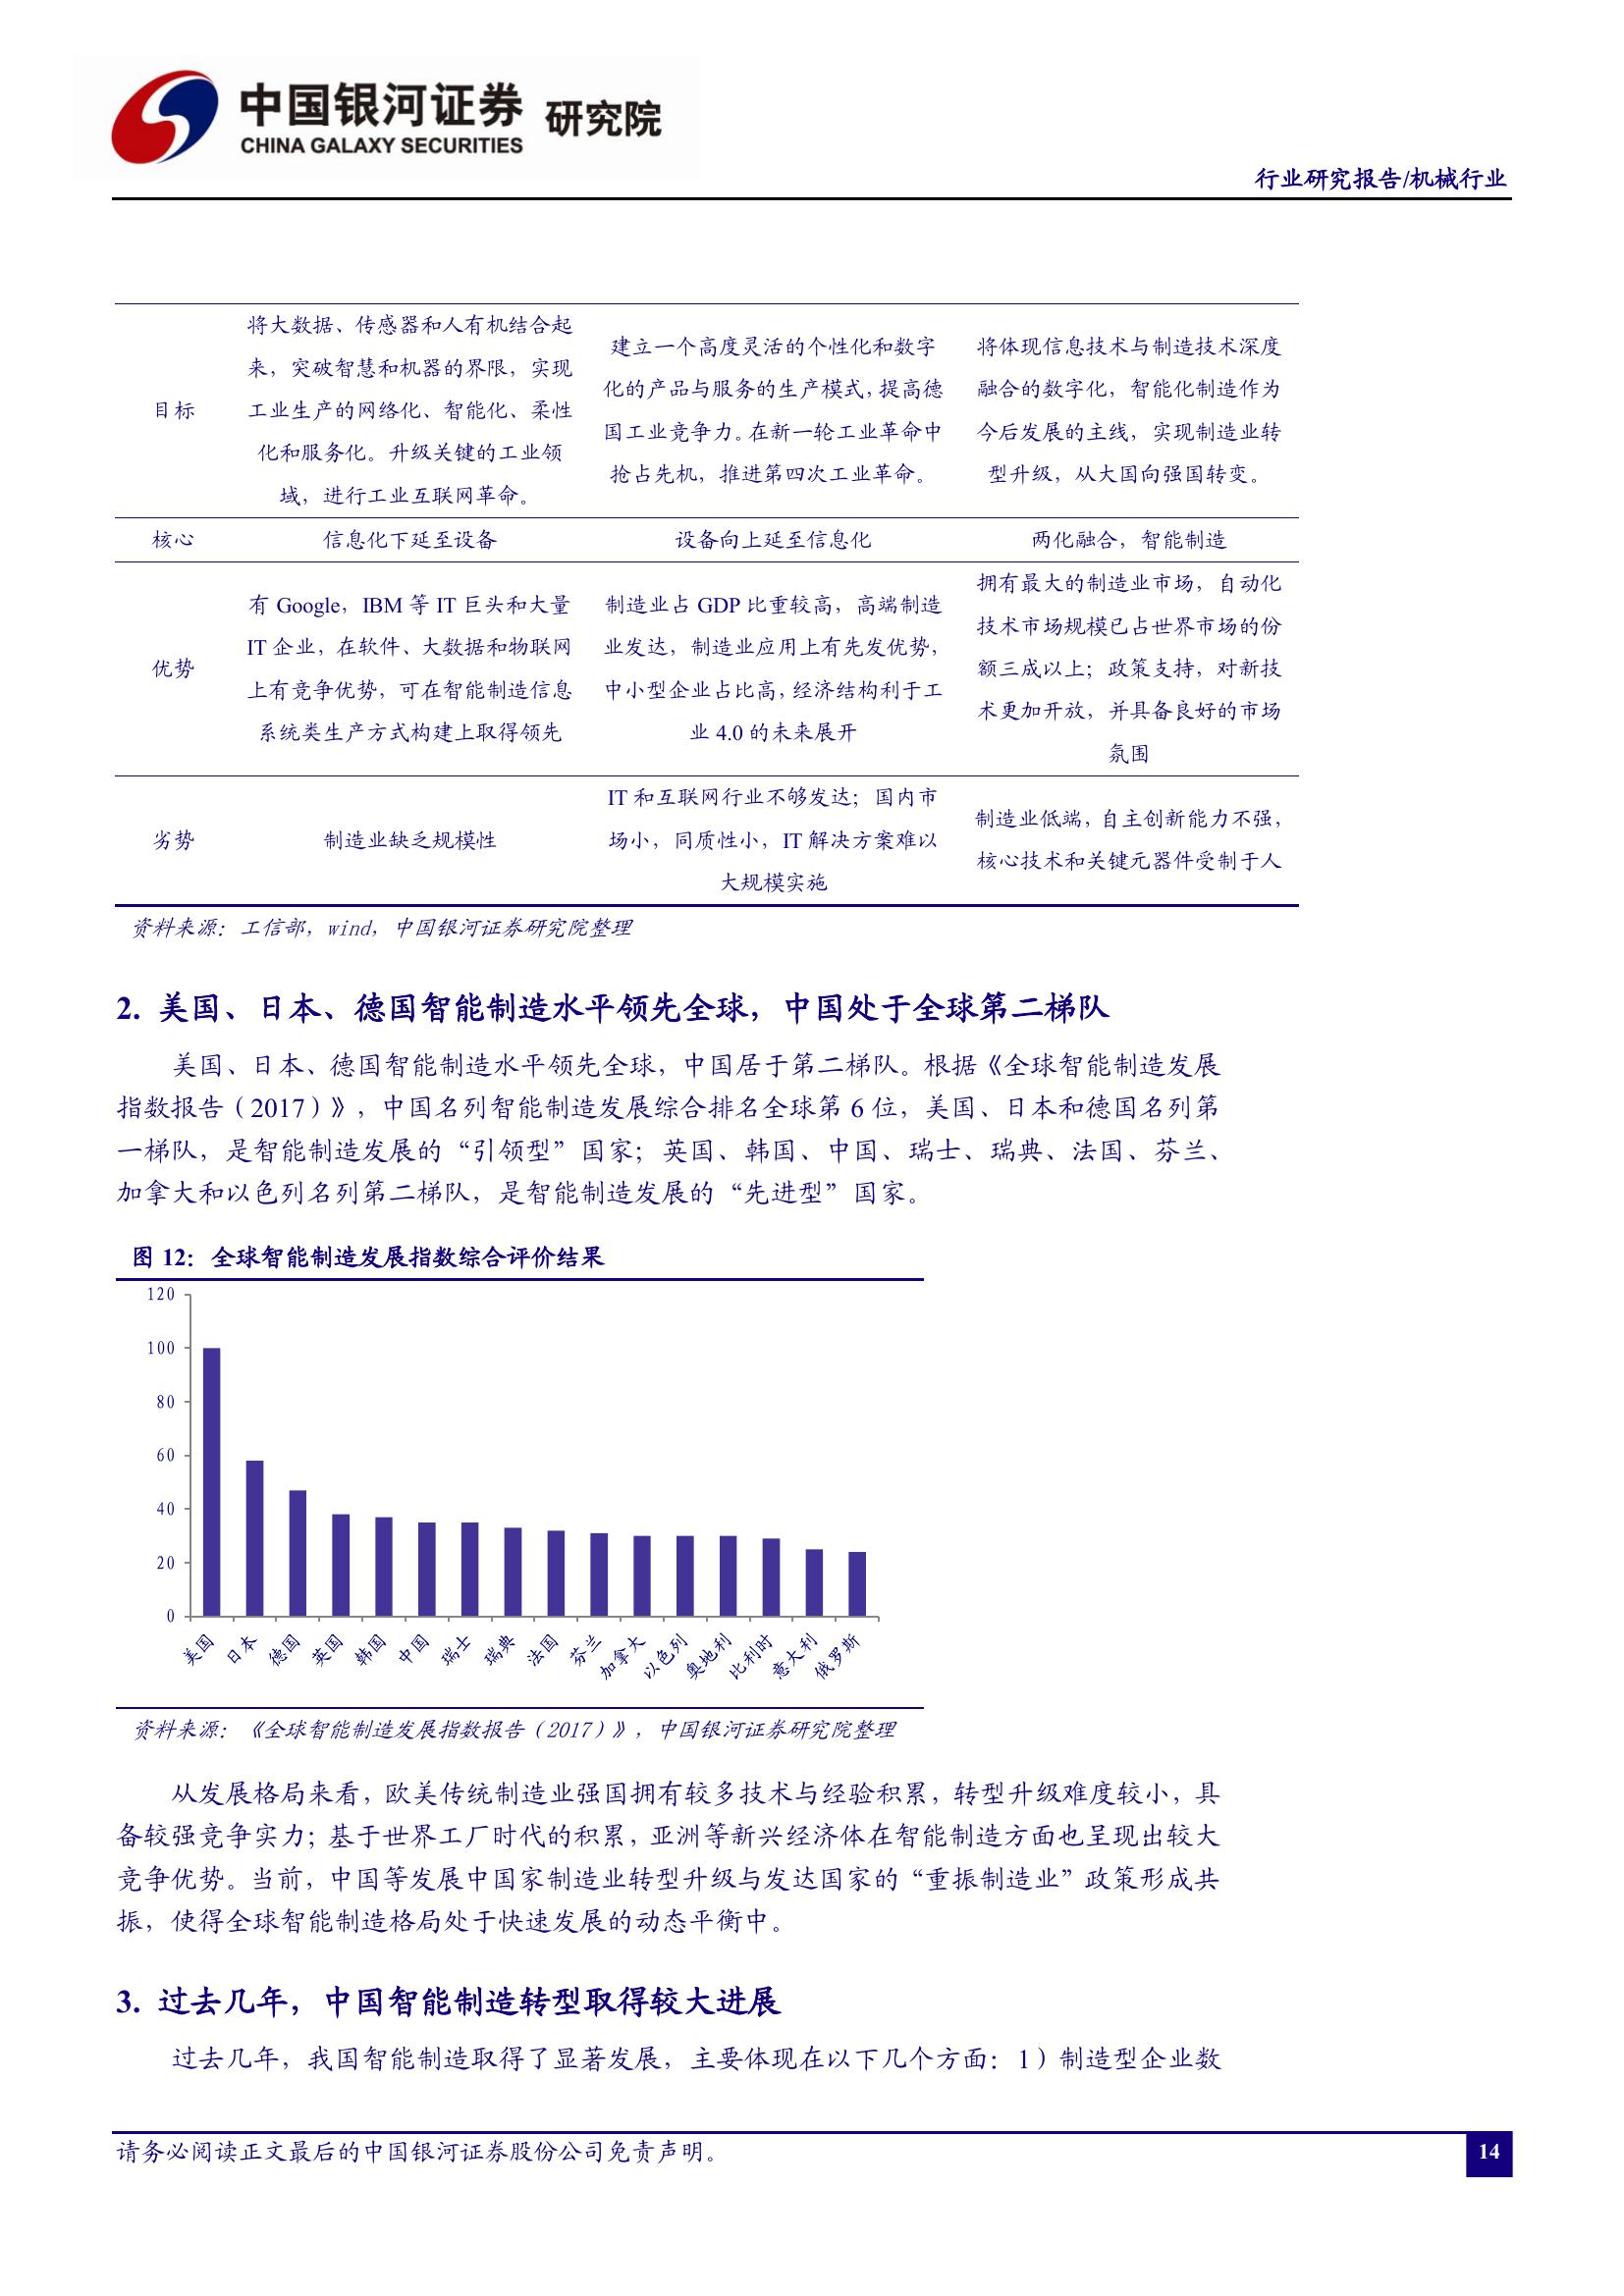 中国银河证券 研究院
CHINA GALAXY SECURITIES
行业研究报告/机械行业
目标
将大数据、传感器和人有机结合起
来，突破智慧和机器的界限，实现
工业生产的网络化、智能化、柔性
化和服务化。升级关键的工业领
域，进行工业互联网革命。
建立一个高度灵活的个性化和数字
化的产品与服务的生产模式，提高德
国工业竞争力。在新一轮工业革命中
抢占先机，推进第四次工业革命。
将体现信息技术与制造技术深度
融合的数字化，智能化制造作为
今后发展的主线，实现制造业转
型升级，从大国向强国转变。
核心
信息化下延至设备
设备向上延至信息化
两化融合，智能制造
优势
有 Google，IBM 等 IT 巨头和大量
IT 企业，在软件、大数据和物联网
上有竞争优势，可在智能制造信息
系统类生产方式构建上取得领先
制造业占 GDP 比重较高，高端制造
业发达，制造业应用上有先发优势，
中小型企业占比高，经济结构利于工
业 4.0 的未来展开
拥有最大的制造业市场，自动化
技术市场规模已占世界市场的份
额三成以上；政策支持，对新技
术更加开放，并具备良好的市场
氛围
劣势
制造业缺乏规模性
IT 和互联网行业不够发达；国内市
场小，同质性小，IT 解决方案难以
大规模实施
制造业低端，自主创新能力不强，
核心技术和关键元器件受制于人
资料来源：工信部，wind，中国银河证券研究院整理
2. 美国、日本、德国智能制造水平领先全球，中国处于全球第二梯队
美国、日本、德国智能制造水平领先全球，中国居于第二梯队。根据《全球智能制造发展
指数报告（2017）》，中国名列智能制造发展综合排名全球第 6 位，美国、日本和德国名列第
一梯队，是智能制造发展的“引领型”国家；英国、韩国、中国、瑞士、瑞典、法国、芬兰、
加拿大和以色列名列第二梯队，是智能制造发展的“先进型”国家。
图 12：全球智能制造发展指数综合评价结果
120
100
80
60
40
20
0
美国
日本
德国
英国
韩国
中国
瑞士
瑞典
法国
芬兰
加拿大
以色列
奥地利
比利时
意大利
俄罗斯
资料来源：《全球智能制造发展指数报告（2017）》，中国银河证券研究院整理
从发展格局来看，欧美传统制造业强国拥有较多技术与经验积累，转型升级难度较小，具
备较强竞争实力；基于世界工厂时代的积累，亚洲等新兴经济体在智能制造方面也呈现出较大
竞争优势。当前，中国等发展中国家制造业转型升级与发达国家的“重振制造业”政策形成共
振，使得全球智能制造格局处于快速发展的动态平衡中。
3. 过去几年，中国智能制造转型取得较大进展
过去几年，我国智能制造取得了显著发展，主要体现在以下几个方面：1）制造型企业数
请务必阅读正文最后的中国银河证券股份公司免责声明。
14